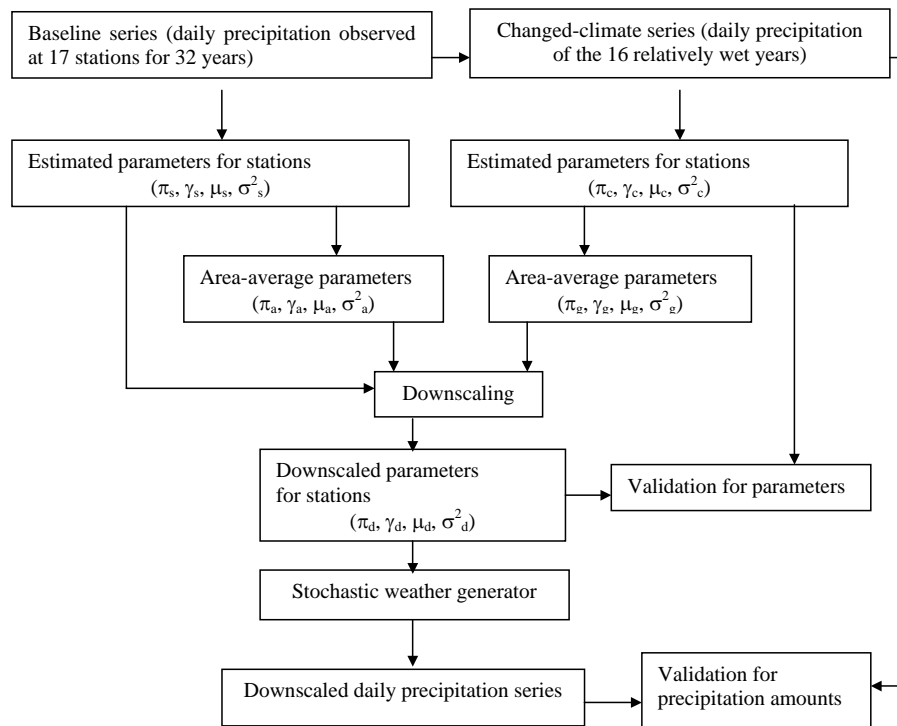 Baseline series (daily precipitation observed
at 17 stations for 32 years)
Changed-climate series (daily precipitation
of the 16 relatively wet years)
Estimated parameters for stations
(πs, γs, μs, σ²s)
Estimated parameters for stations
(πc, γc, μc, σ²c)
Area-average parameters
(πa, γa, μa, σ²a)
Area-average parameters
(πg, γg, μg, σ²g)
Downscaling
Downscaled parameters
for stations
(πd, γd, μd, σ²d)
Validation for parameters
Stochastic weather generator
Downscaled daily precipitation series
Validation for
precipitation amounts